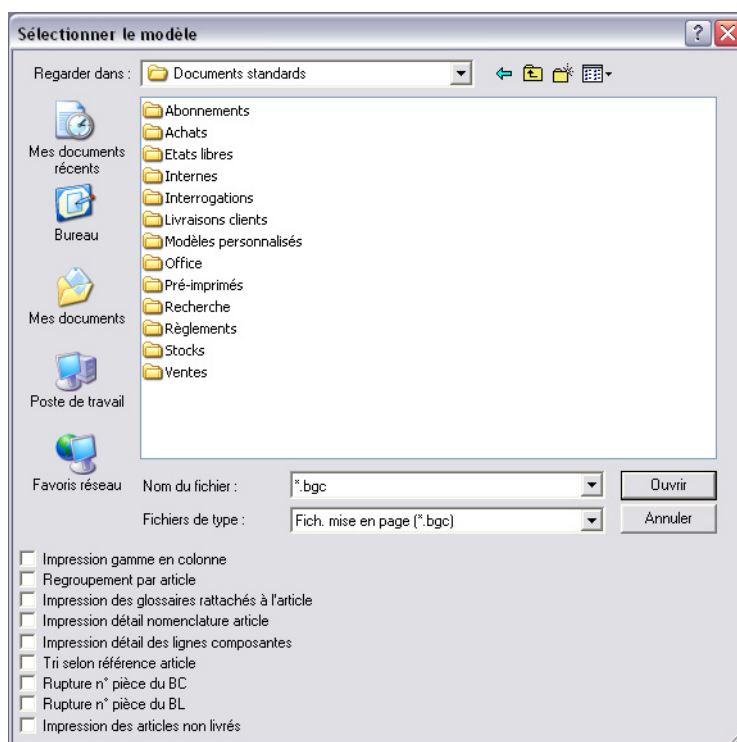 Sélectionner le modèle
Regarder dans :
Documents standards
Mes documents récents
Bureau
Mes documents
Poste de travail
Favoris réseau
Abonnements
Achats
Etats libres
Internes
Interrogations
Livraisons clients
Modèles personnalisés
Office
Pré-imprimés
Recherche
Règlements
Stocks
Ventes
Nom du fichier :
*.bgc
Ouvrir
Fichiers de type :
Fich. mise en page (*.bgc)
Annuler
Impression gamme en colonne
Regroupement par article
Impression des glossaires rattachés à l'article
Impression détail nomenclature article
Impression détail des lignes composantes
Tri selon référence article
Rupture n° pièce du BC
Rupture n° pièce du BL
Impression des articles non livrés